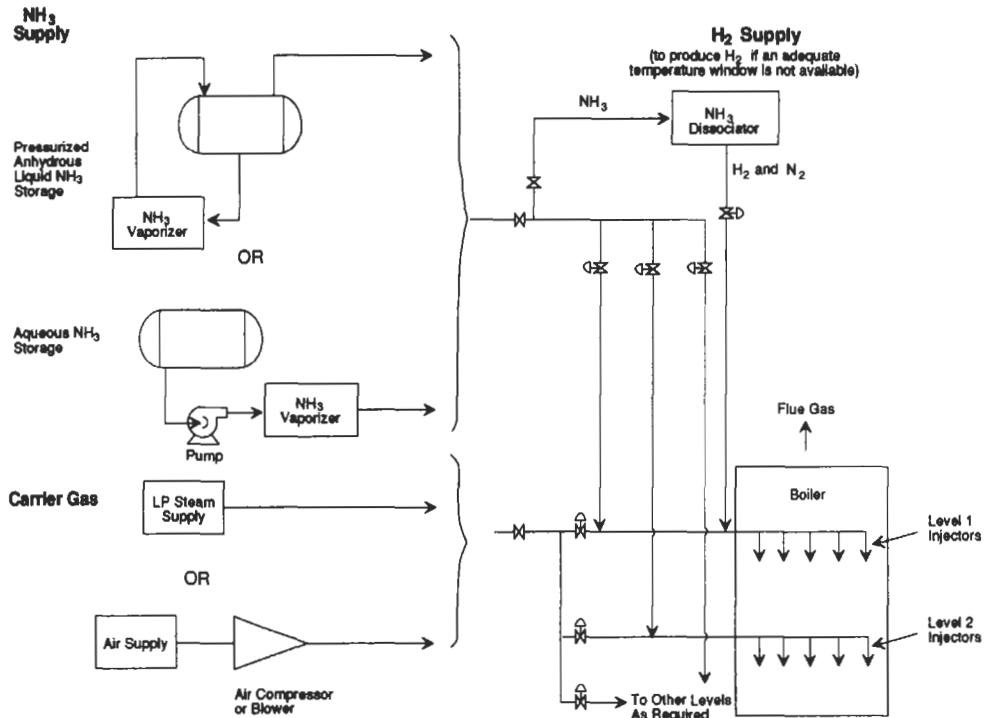 NH3
Supply
H2 Supply
(to produce H2 if an adequate
temperature window is not available)
NH3
NH3
Dissociator
H2 and N2
Pressurized
Anhydrous
Liquid NH3
Storage
NH3
Vaporizer
OR
Aqueous NH3
Storage
NH3
Vaporizer
Pump
Flue Gas
Boiler
Carrier Gas
LP Steam
Supply
Level 1
Injectors
OR
Air Supply
Level 2
Injectors
Air Compressor
or Blower
To Other Levels
As Required